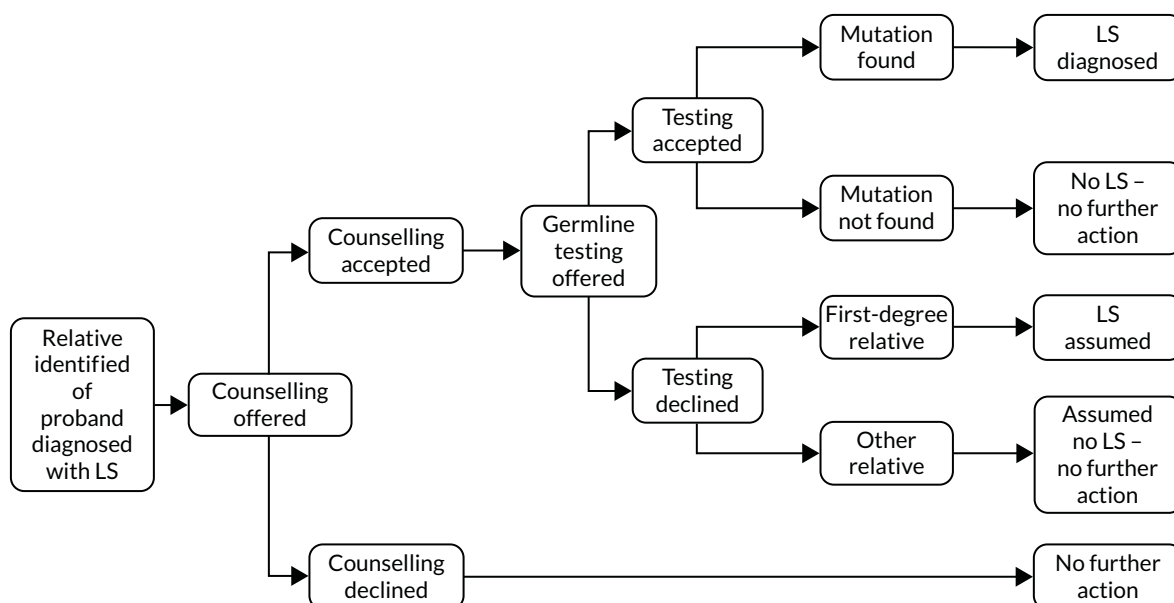 Relative
identified
of
proband
diagnosed
with LS
Counselling
offered
Counselling
accepted
Counselling
declined
Germline
testing
offered
Testing
accepted
Testing
declined
Mutation
found
Mutation
not found
First-degree
relative
Other
relative
LS
diagnosed
No LS –
no further
action
LS
assumed
Assumed
no LS –
no further
action
No further
action